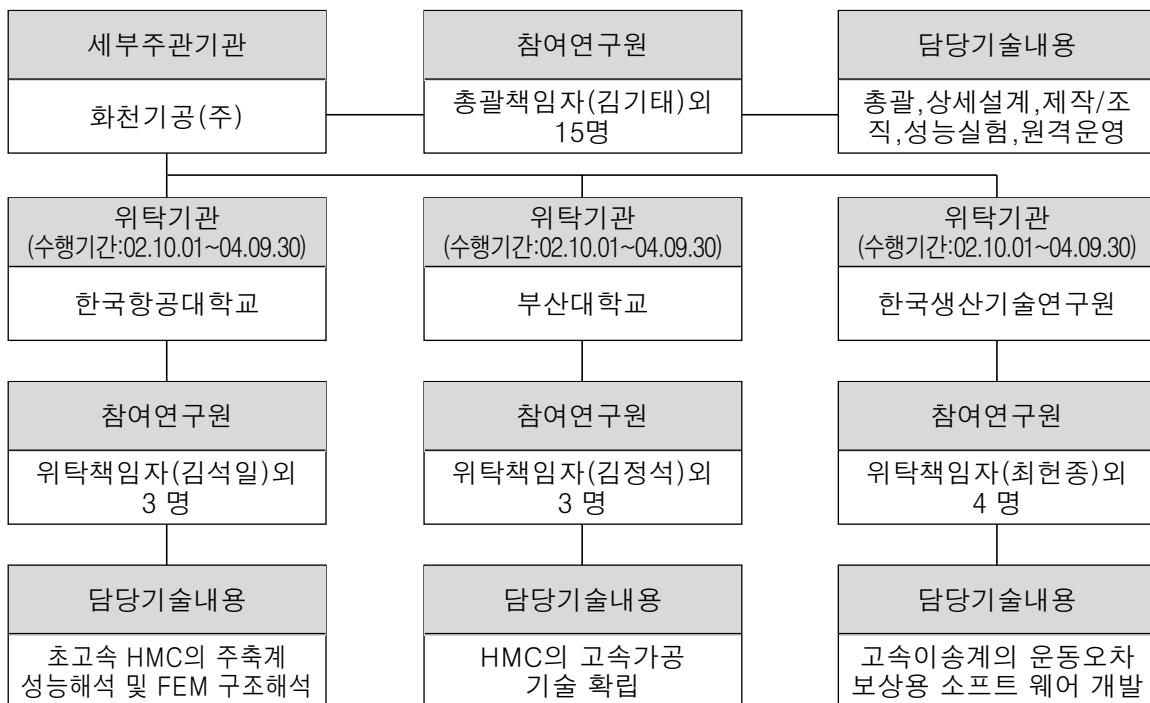 세부주관기관
참여연구원
담당기술내용
화천기공(주)
총괄책임자(김기태)외
15명
총괄,상세설계,제작/조
직,성능실험,원격운영
위탁기관
(수행기간:02.10.01~04.09.30)
위탁기관
(수행기간:02.10.01~04.09.30)
위탁기관
(수행기간:02.10.01~04.09.30)
한국항공대학교
부산대학교
한국생산기술연구원
참여연구원
참여연구원
참여연구원
위탁책임자(김석일)외
3 명
위탁책임자(김정석)외
3 명
위탁책임자(최헌종)외
4 명
담당기술내용
담당기술내용
담당기술내용
초고속 HMC의 주축계
성능해석 및 FEM 구조해석
HMC의 고속가공
기술 확립
고속이송계의 운동오차
보상용 소프트 웨어 개발